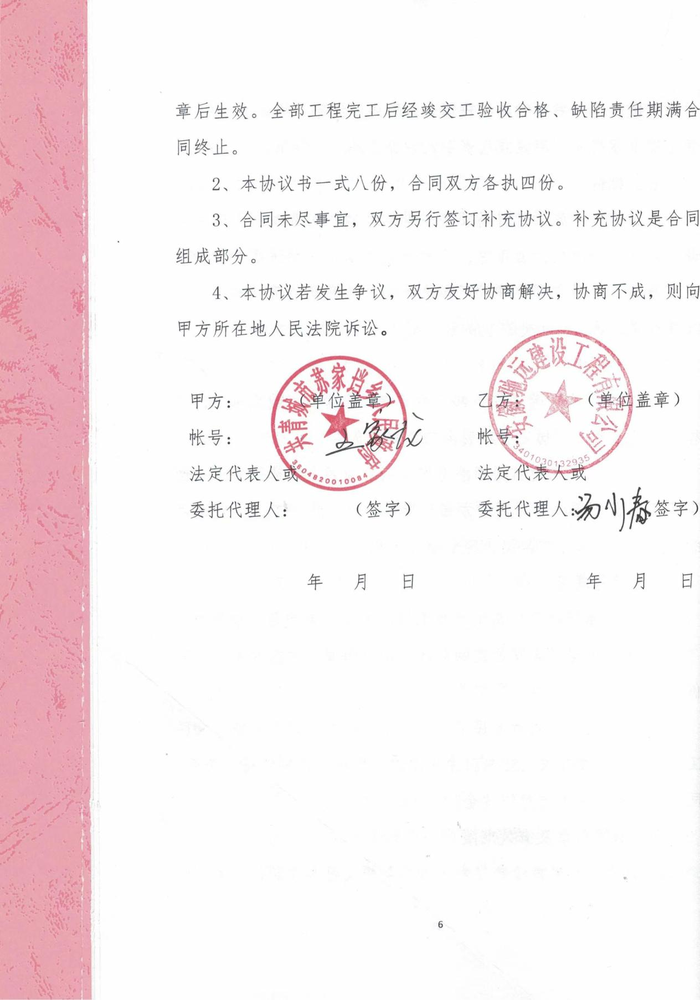 章后生效。全部工程完工后经竣交工验收合格、缺陷责任期满合
同终止。
2、本协议书一式八份，合同双方各执四份。
3、合同未尽事宜，双方另行签订补充协议。补充协议是合同
组成部分。
4、本协议若发生争议，双方友好协商解决，协商不成，则向
甲方所在地人民法院诉讼。
共青城市苏家垱乡人民政府
3604820010084
安徽驰远建设工程有限公司
3401030132935
甲方：（单位盖章） 乙方：（单位盖章）
帐号： 帐号：
法定代表人或 法定代表人或
委托代理人：（签字） 委托代理人：签字）
年 月 日 年 月 日
6